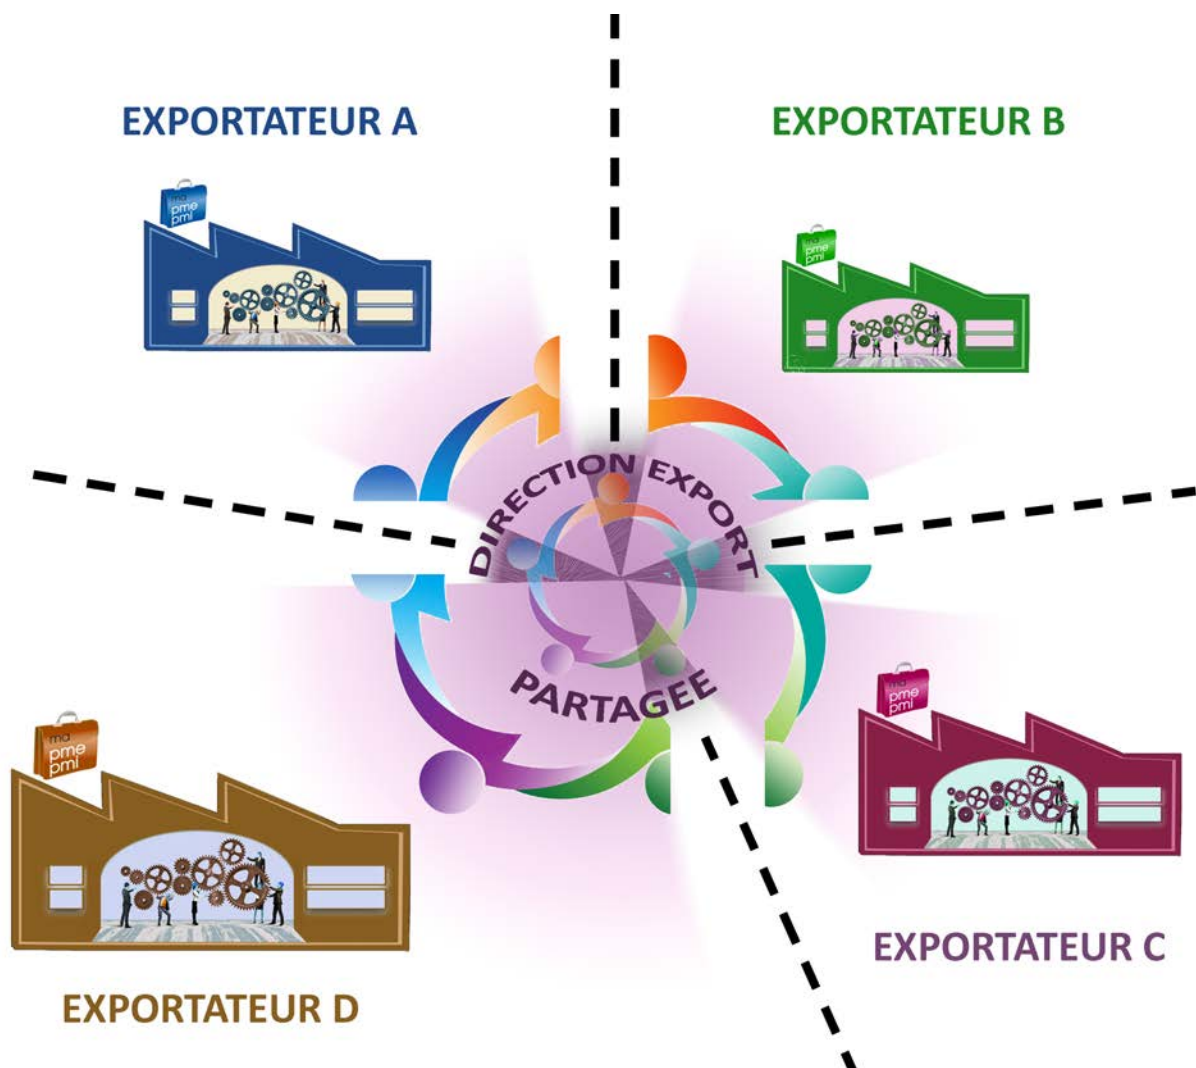 EXPORTATEUR A
EXPORTATEUR B
ma
pme
pmi
ma
pme
pmi
DIRECTION EXPORT
PARTAGEE
ma
pme
pmi
ma
pme
pmi
EXPORTATEUR C
EXPORTATEUR D